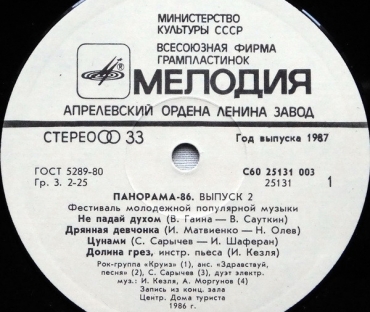 МИНИСТЕРСТВО
КУЛЬТУРЫ СССР
ВСЕСОЮЗНАЯ ФИРМА
ГРАМПЛАСТИНОК
МЕЛОДИЯ
АПРЕЛЕВСКИЙ ОРДЕНА ЛЕНИНА ЗАВОД
СТЕРЕО 33
Год выпуска 1987
ГОСТ 5289-80
С60 25131 003
Гр. 3. 2-25
25131
1
ПАНОРАМА-86. ВЫПУСК 2
Фестиваль молодежной популярной музыки
Не падай духом (В. Гаина — В. Сауткин)
Дрянная девчонка (И. Матвиенко — Н. Олев)
Цунами (С. Сарычев — И. Шаферан)
Долина грез, инстр. пьеса (И. Кезля)
Рок-группа «Круиз» (1), анс. «Здравствуй,
песня» (2), С. Сарычев (3), дуэт электр.
муз.: И. Кезля, А. Моргунов (4)
Запись из конц. зала
Центр. Дома туриста
1986 г.